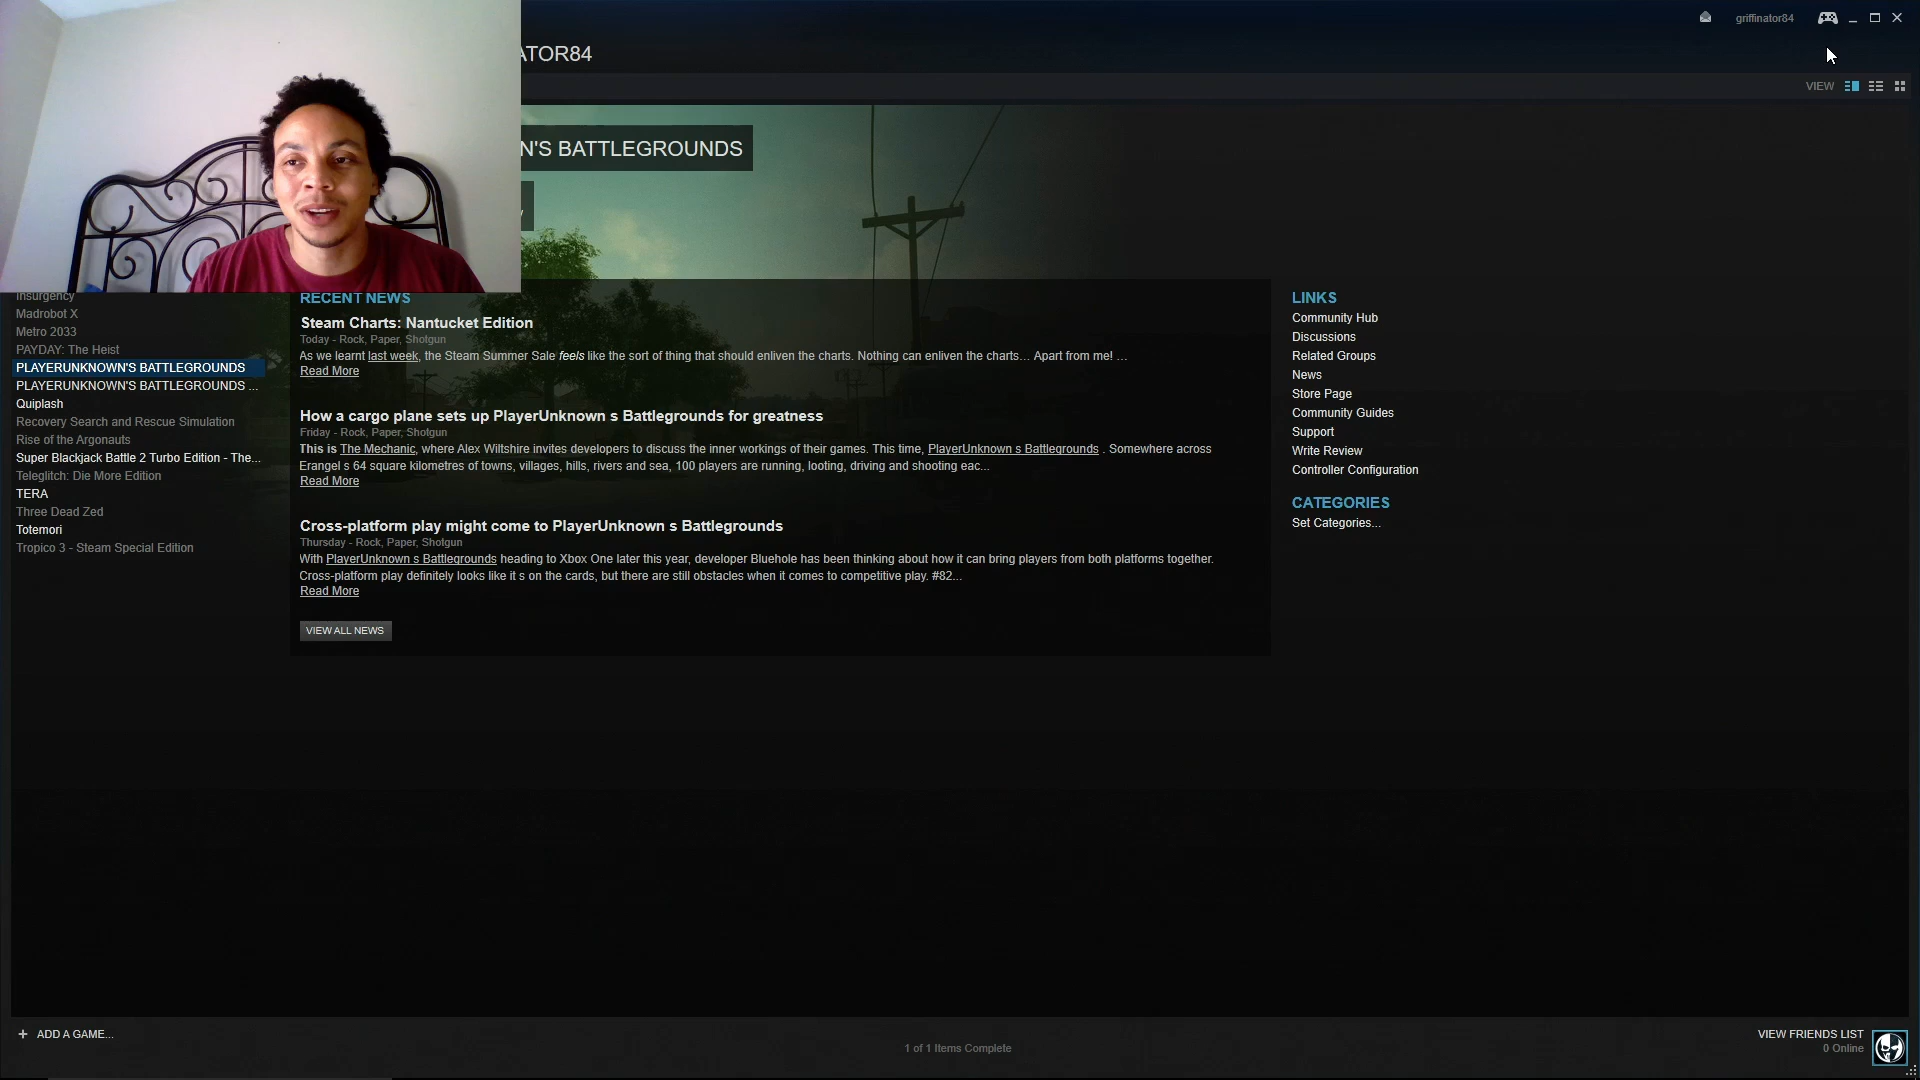 griffinator84
ATOR84
VIEW
N'S BATTLEGROUNDS
Insurgency
Madrobot X
Metro 2033
PAYDAY: The Heist
PLAYERUNKNOWN'S BATTLEGROUNDS
PLAYERUNKNOWN'S BATTLEGROUNDS ...
Quiplash
Recovery Search and Rescue Simulation
Rise of the Argonauts
Super Blackjack Battle 2 Turbo Edition - The...
Teleglitch: Die More Edition
TERA
Three Dead Zed
Totemori
Tropico 3 - Steam Special Edition
RECENT NEWS
Steam Charts: Nantucket Edition
Today - Rock, Paper, Shotgun
As we learnt last week, the Steam Summer Sale feels like the sort of thing that should enliven the charts. Nothing can enliven the charts… Apart from me! …
Read More
How a cargo plane sets up PlayerUnknown s Battlegrounds for greatness
Friday - Rock, Paper, Shotgun
This is The Mechanic, where Alex Wiltshire invites developers to discuss the inner workings of their games. This time, PlayerUnknown s Battlegrounds . Somewhere across
Erangel s 64 square kilometres of towns, villages, hills, rivers and sea, 100 players are running, looting, driving and shooting eac...
Read More
Cross-platform play might come to PlayerUnknown s Battlegrounds
Thursday - Rock, Paper, Shotgun
With PlayerUnknown s Battlegrounds heading to Xbox One later this year, developer Bluehole has been thinking about how it can bring players from both platforms together.
Cross-platform play definitely looks like it s on the cards, but there are still obstacles when it comes to competitive play. #82...
Read More
VIEW ALL NEWS
LINKS
Community Hub
Discussions
Related Groups
News
Store Page
Community Guides
Support
Write Review
Controller Configuration
CATEGORIES
Set Categories...
+ ADD A GAME...
1 of 1 Items Complete
VIEW FRIENDS LIST
0 Online